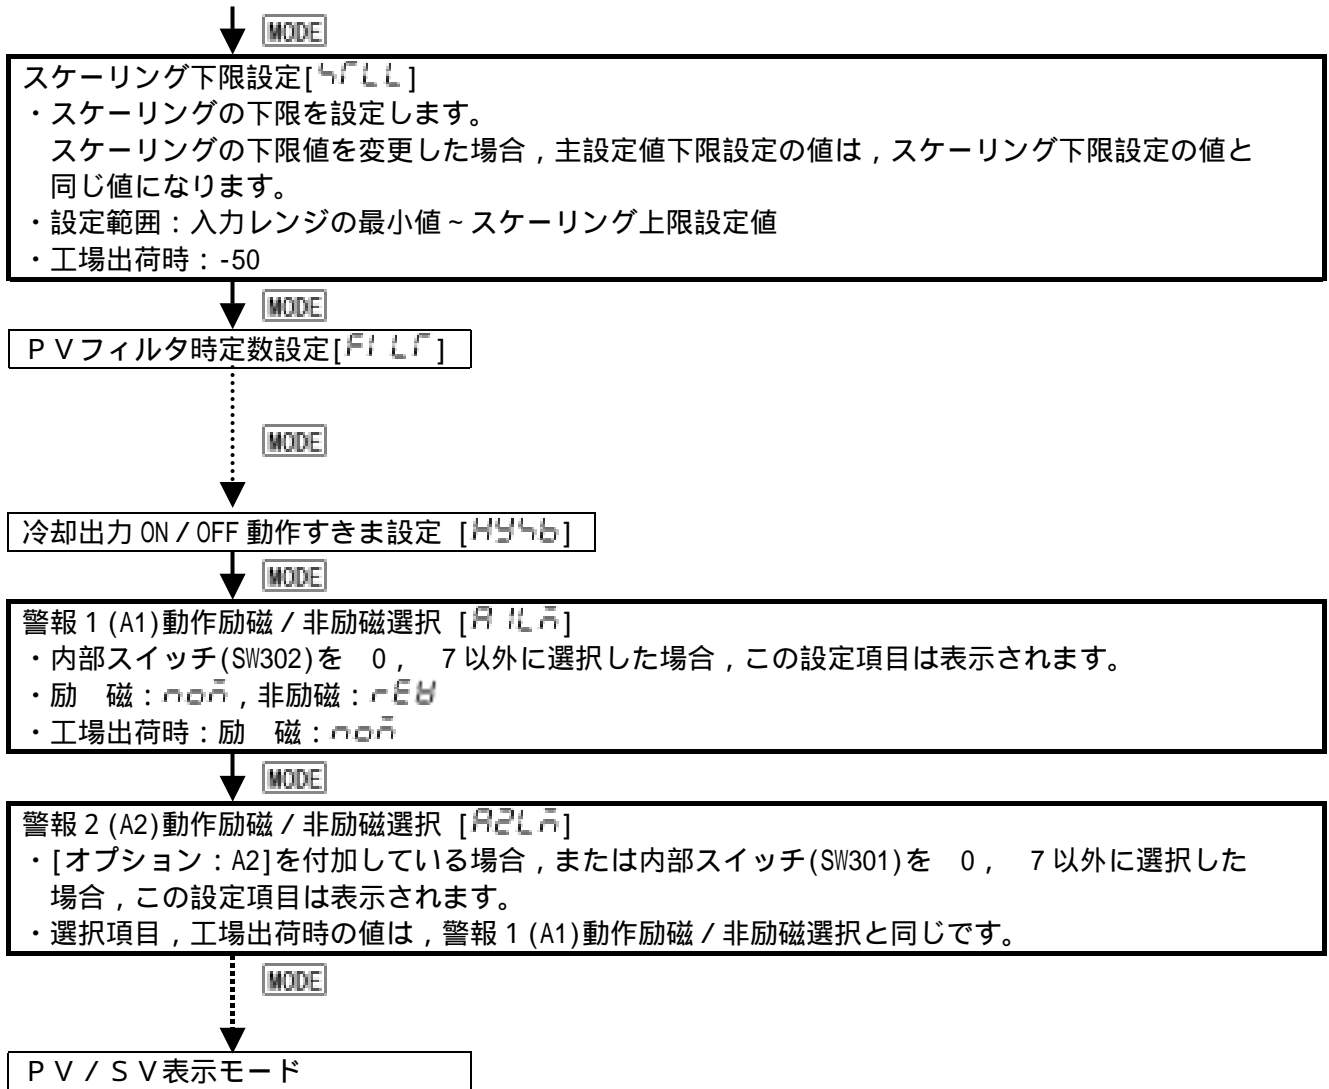 MODE
スケーリング下限設定[SFLL]
・スケーリングの下限を設定します。
スケーリングの下限値を変更した場合，主設定値下限設定の値は，スケーリング下限設定の値と
同じ値になります。
・設定範囲：入力レンジの最小値～スケーリング上限設定値
・工場出荷時：-50
MODE
ＰＶフィルタ時定数設定[FILT]
MODE
冷却出力 ON／OFF 動作すきま設定 [HYSb]
MODE
警報１(A1)動作励磁／非励磁選択 [A1Lm]
・内部スイッチ(SW302)を　0，　7以外に選択した場合，この設定項目は表示されます。
・励　磁：nom，非励磁：rEV
・工場出荷時：励　磁：nom
MODE
警報２(A2)動作励磁／非励磁選択 [A2Lm]
・[オプション：A2]を付加している場合，または内部スイッチ(SW301)を　0，　7以外に選択した
場合，この設定項目は表示されます。
・選択項目，工場出荷時の値は，警報１(A1)動作励磁／非励磁選択と同じです。
MODE
ＰＶ／ＳＶ表示モード